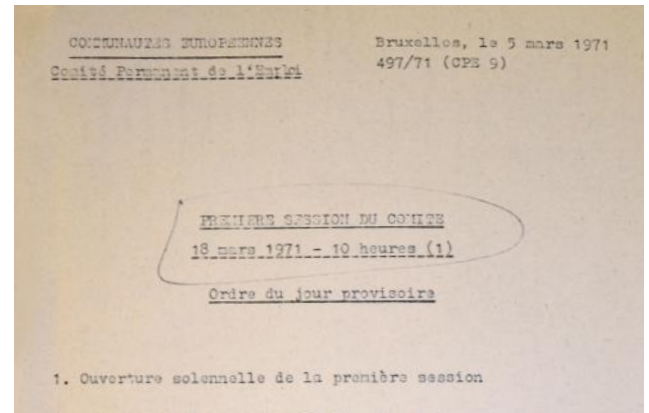 COMMUNAUTES EUROPEENNES
Comité Permanent de l'Emploi
Bruxelles, le 5 mars 1971
497/71 (CPE 9)
PREMIERE SESSION DU COMITE
18 mars 1971 - 10 heures (1)
Ordre du jour provisoire
1. Ouverture solennelle de la première session